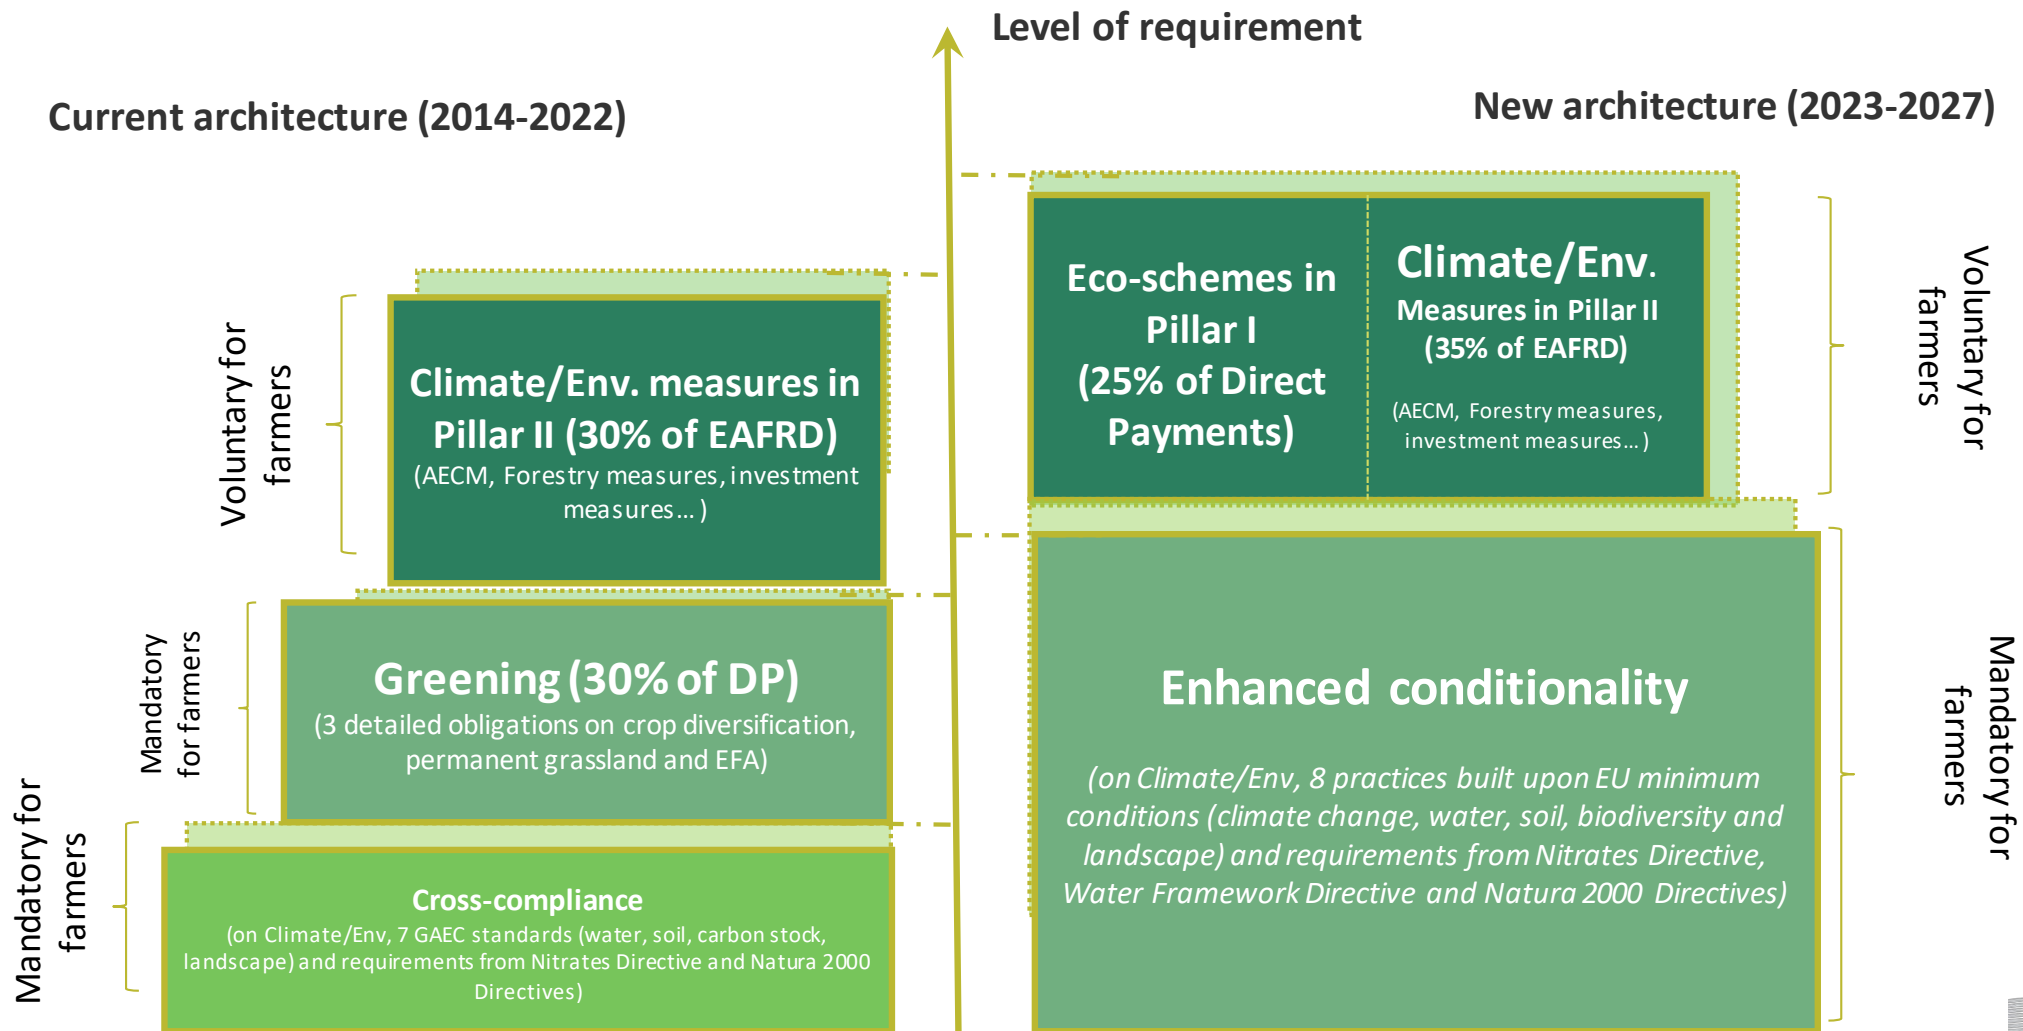 Level of requirement
Current architecture (2014-2022)
New architecture (2023-2027)
Voluntary for
farmers
Climate/Env. measures in
Pillar II (30% of EAFRD)
(AECM, Forestry measures, investment
measures...)
Mandatory
for farmers
Greening (30% of DP)
(3 detailed obligations on crop diversification,
permanent grassland and EFA)
Mandatory for
farmers
Cross-compliance
(on Climate/Env, 7 GAEC standards (water, soil, carbon stock,
landscape) and requirements from Nitrates Directive and Natura 2000
Directives)
Eco-schemes in
Pillar I
(25% of Direct
Payments)
Climate/Env.
Measures in Pillar II
(35% of EAFRD)
(AECM, Forestry measures,
investment measures...)
Voluntary for
farmers
Enhanced conditionality
(on Climate/Env, 8 practices built upon EU minimum
conditions (climate change, water, soil, biodiversity and
landscape) and requirements from Nitrates Directive,
Water Framework Directive and Natura 2000 Directives)
Mandatory for
farmers